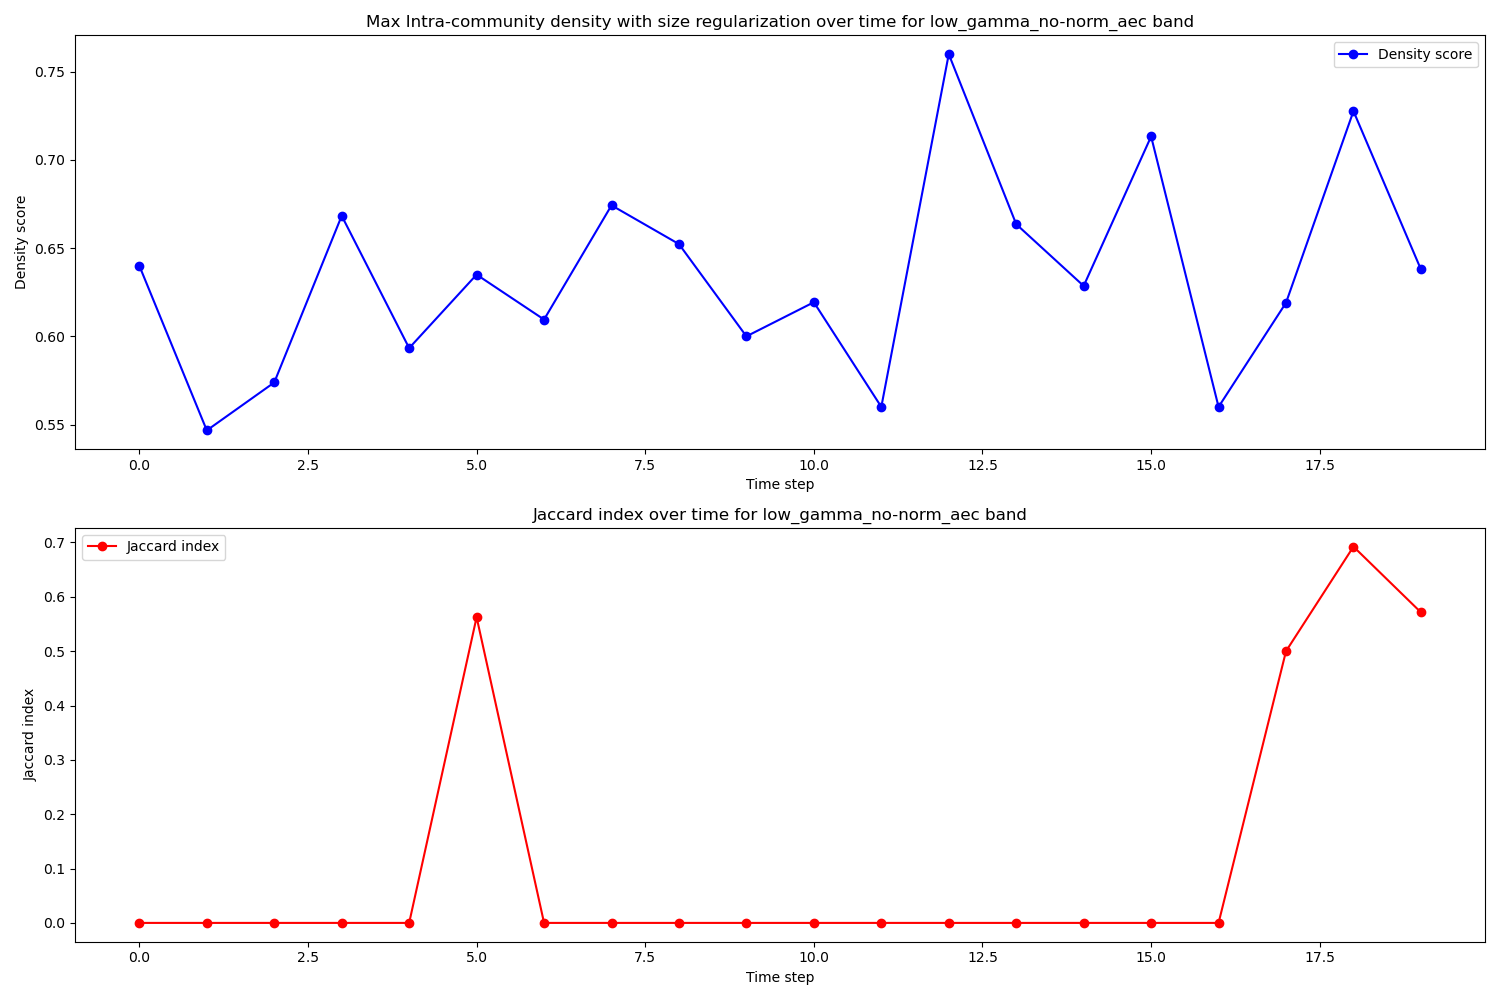 Max Intra-community density with size regularization over time for low_gamma_no-norm_aec band
Density score
0.75
0.70
0.65
0.60
0.55
Density score
0.0 2.5 5.0 7.5 10.0 12.5 15.0 17.5
Time step
Jaccard index over time for low_gamma_no-norm_aec band
Jaccard index
0.7
0.6
0.5
0.4
0.3
0.2
0.1
0.0
Jaccard index
0.0 2.5 5.0 7.5 10.0 12.5 15.0 17.5
Time step